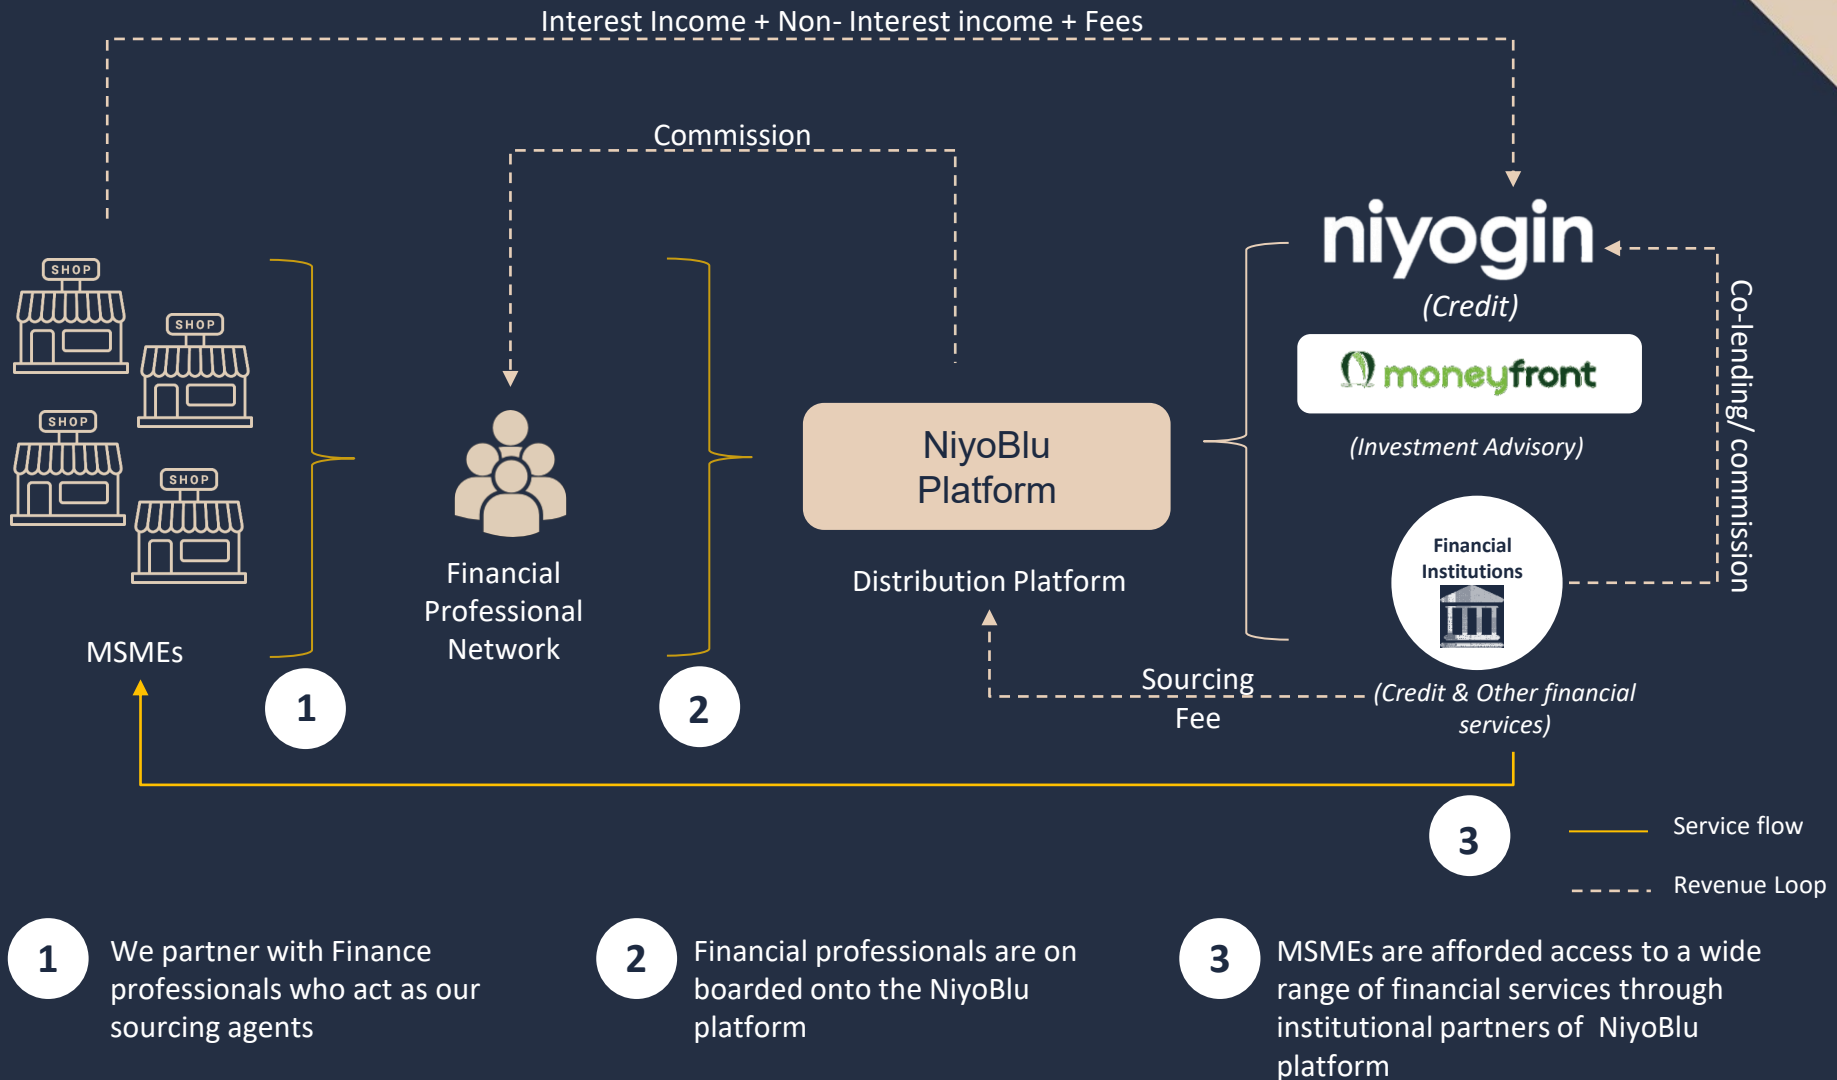 Interest Income + Non- Interest income + Fees
Commission
niyogin
(Credit)
moneyfront
(Investment Advisory)
Co-lending/ commission
SHOP
SHOP
SHOP
SHOP
MSMEs
Financial
Professional
Network
NiyoBlu
Platform
Distribution Platform
Financial
Institutions
(Credit & Other financial
services)
Sourcing
Fee
1
2
3
Service flow
Revenue Loop
1
We partner with Finance
professionals who act as our
sourcing agents
2
Financial professionals are on
boarded onto the NiyoBlu
platform
3
MSMEs are afforded access to a wide
range of financial services through
institutional partners of NiyoBlu
platform